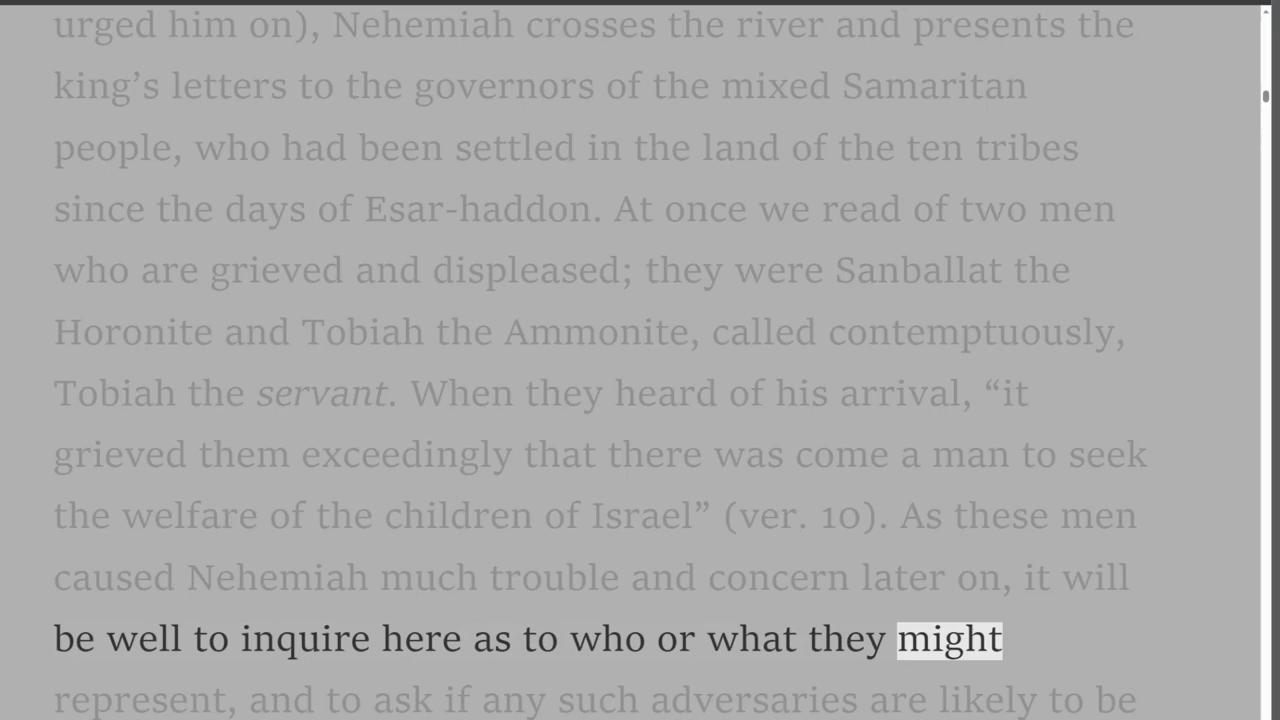 urged him on), Nehemiah crosses the river and presents the
king’s letters to the governors of the mixed Samaritan
people, who had been settled in the land of the ten tribes
since the days of Esar-haddon. At once we read of two men
who are grieved and displeased; they were Sanballat the
Horonite and Tobiah the Ammonite, called contemptuously,
Tobiah the servant. When they heard of his arrival, “it
grieved them exceedingly that there was come a man to seek
the welfare of the children of Israel” (ver. 10). As these men
caused Nehemiah much trouble and concern later on, it will
be well to inquire here as to who or what they might
represent, and to ask if any such adversaries are likely to be